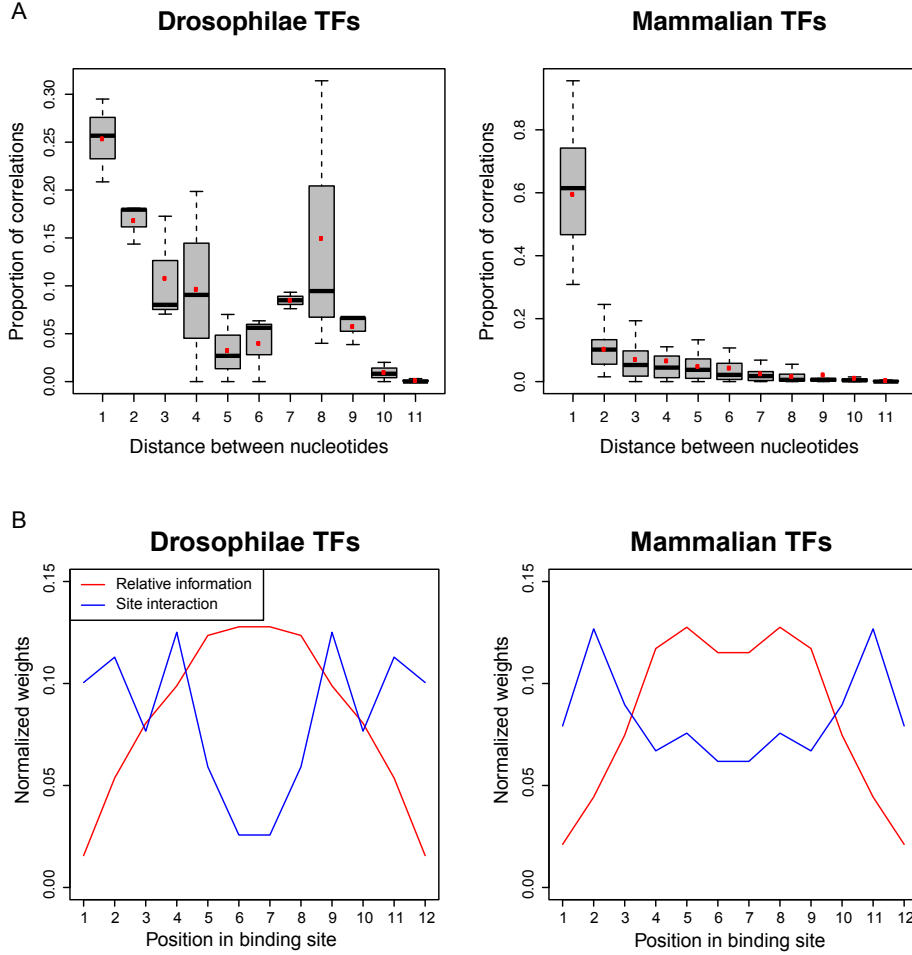 A
Drosophilae TFs
Mammalian TFs
Proportion of correlations
0.00 0.05 0.10 0.15 0.20 0.25 0.30
1 2 3 4 5 6 7 8 9 10 11
Distance between nucleotides
Proportion of correlations
0.0 0.2 0.4 0.6 0.8
1 2 3 4 5 6 7 8 9 10 11
Distance between nucleotides
B
Drosophilae TFs
Mammalian TFs
Relative information
Site interaction
Normalized weights
0.00 0.05 0.10 0.15
1 2 3 4 5 6 7 8 9 10 11 12
Position in binding site
Normalized weights
0.00 0.05 0.10 0.15
1 2 3 4 5 6 7 8 9 10 11 12
Position in binding site